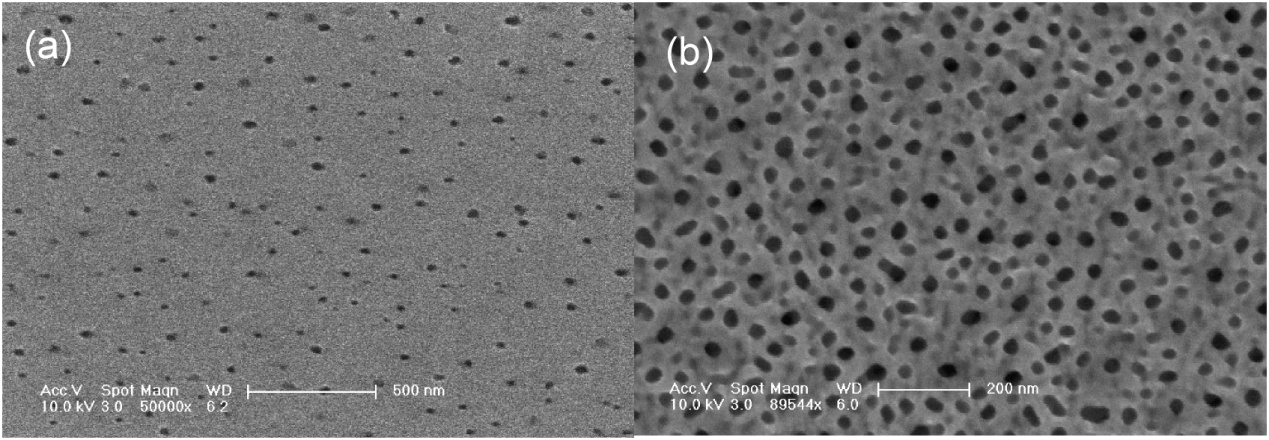 (a)
Acc.V Spot Magn WD 500 nm
10.0 kV 3.0 50000x 6.2
(b)
Acc.V Spot Magn WD 200 nm
10.0 kV 3.0 89544x 6.0